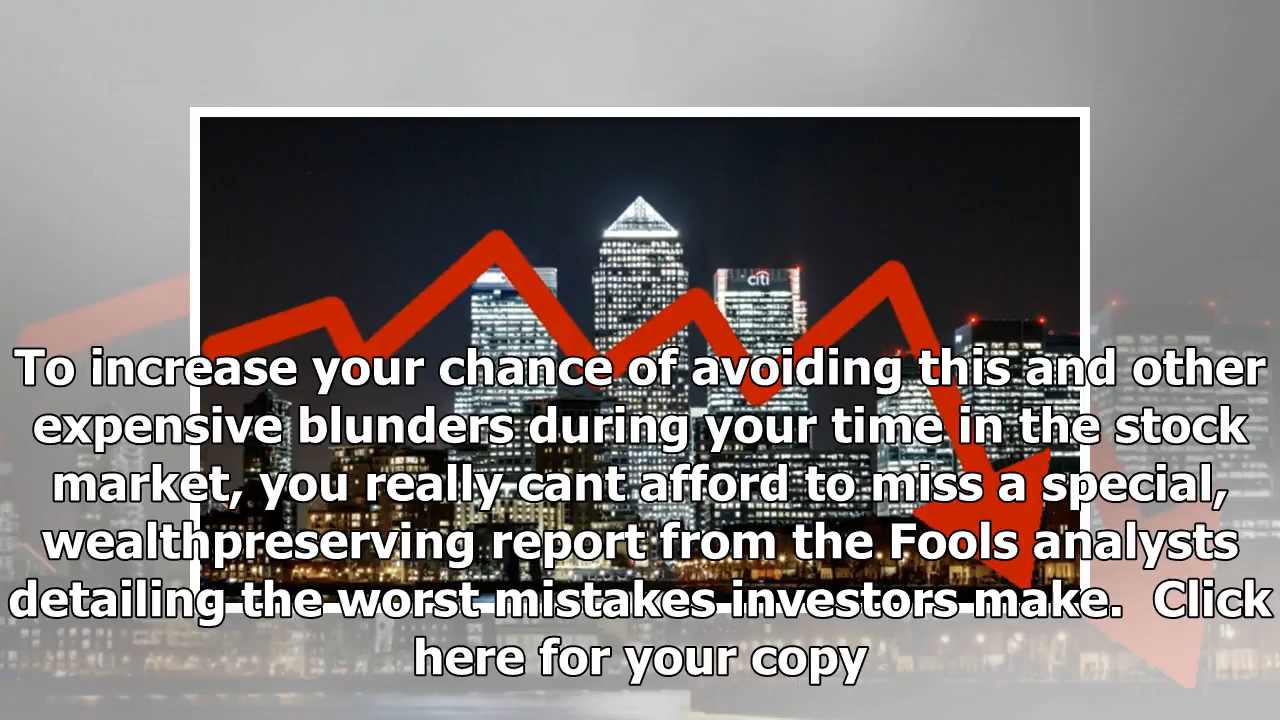 citi
To increase your chance of avoiding this and other
expensive blunders during your time in the stock
market, you really cant afford to miss a special,
wealthpreserving report from the Fools analysts
detailing the worst mistakes investors make.  Click
here for your copy